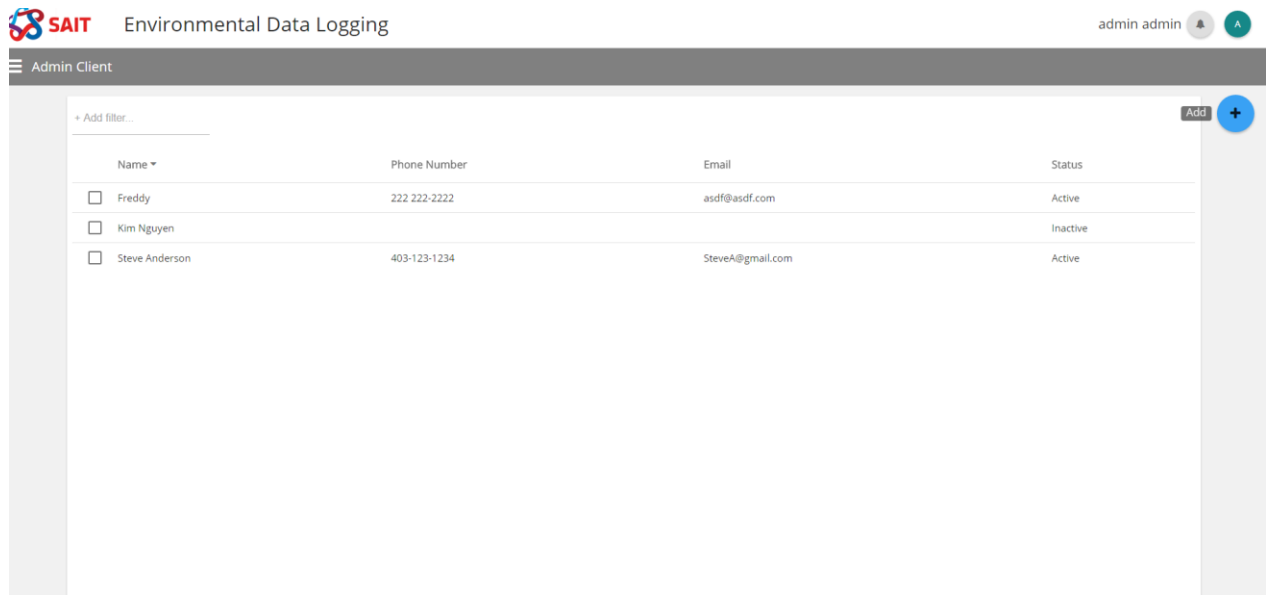 SAIT Environmental Data Logging admin admin A
Admin Client
+ Add filter... Add +
Name Phone Number Email Status
Freddy 222 222-2222 asdf@asdf.com Active
Kim Nguyen Inactive
Steve Anderson 403-123-1234 SteveA@gmail.com Active